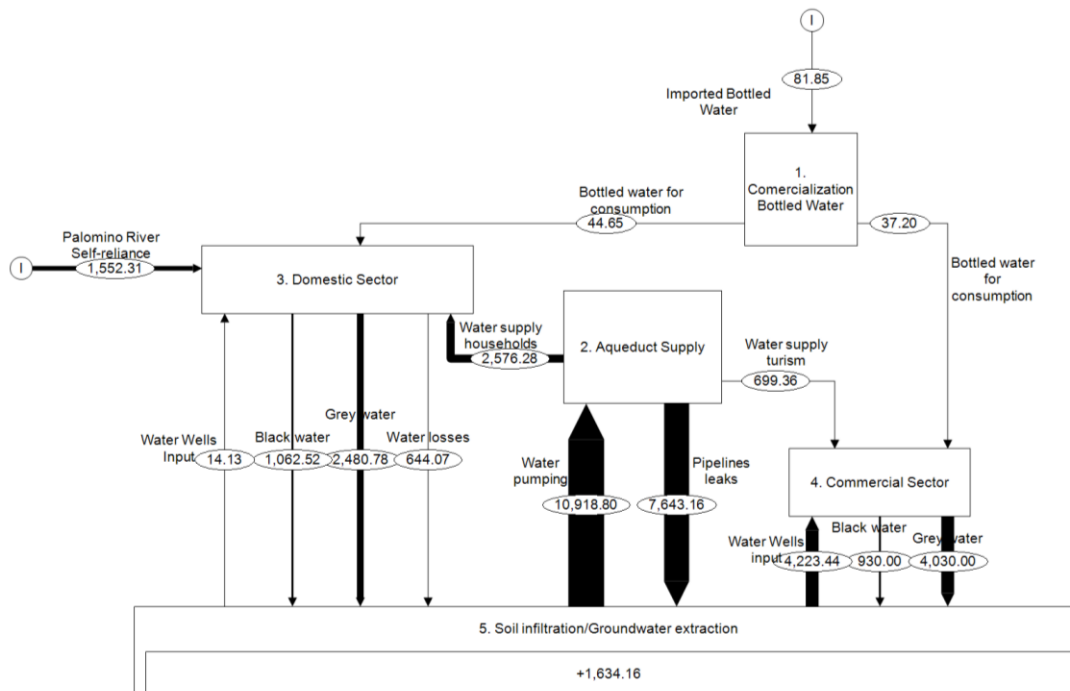 I
81.85
Imported Bottled
Water
1.
Comercialization
Bottled Water
Bottled water for
consumption
44.65
37.20
Palomino River
Self-reliance
I
1,552.31
3. Domestic Sector
Bottled water
for
consumption
Water supply
households
2,576.28
2. Aqueduct Supply
Water supply
turism
699.36
Water Wells
Input
14.13
Black water
1,062.52
Grey water
2,480.78
Water losses
644.07
Water
pumping
10,918.80
Pipelines
leaks
7,643.16
4. Commercial Sector
Water Wells
input
4,223.44
Black water
930.00
Grey water
4,030.00
5. Soil infiltration/Groundwater extraction
+1,634.16